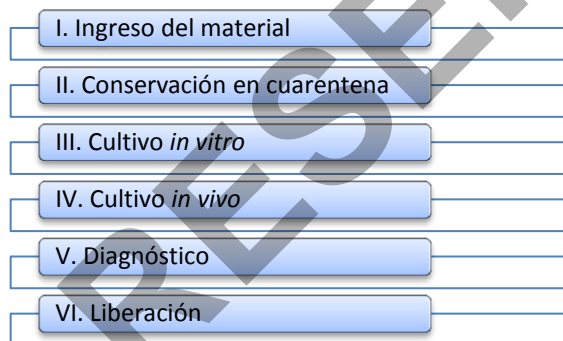 I. Ingreso del material
II. Conservación en cuarentena
III. Cultivo in vitro
IV. Cultivo in vivo
V. Diagnóstico
VI. Liberación